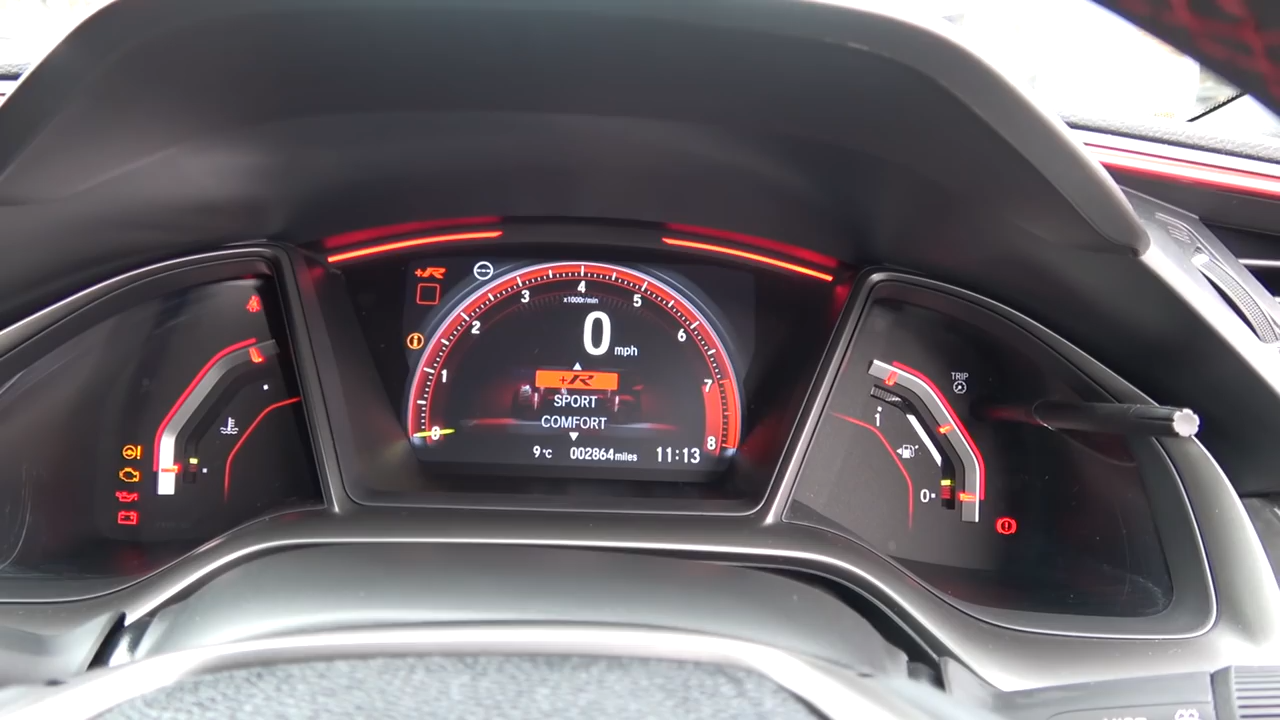 +R
3
4
5
x1000r/min
2
6
0
mph
1
7
+R
SPORT
COMFORT
0
8
9°C
002864miles
11:13
TRIP
1
0